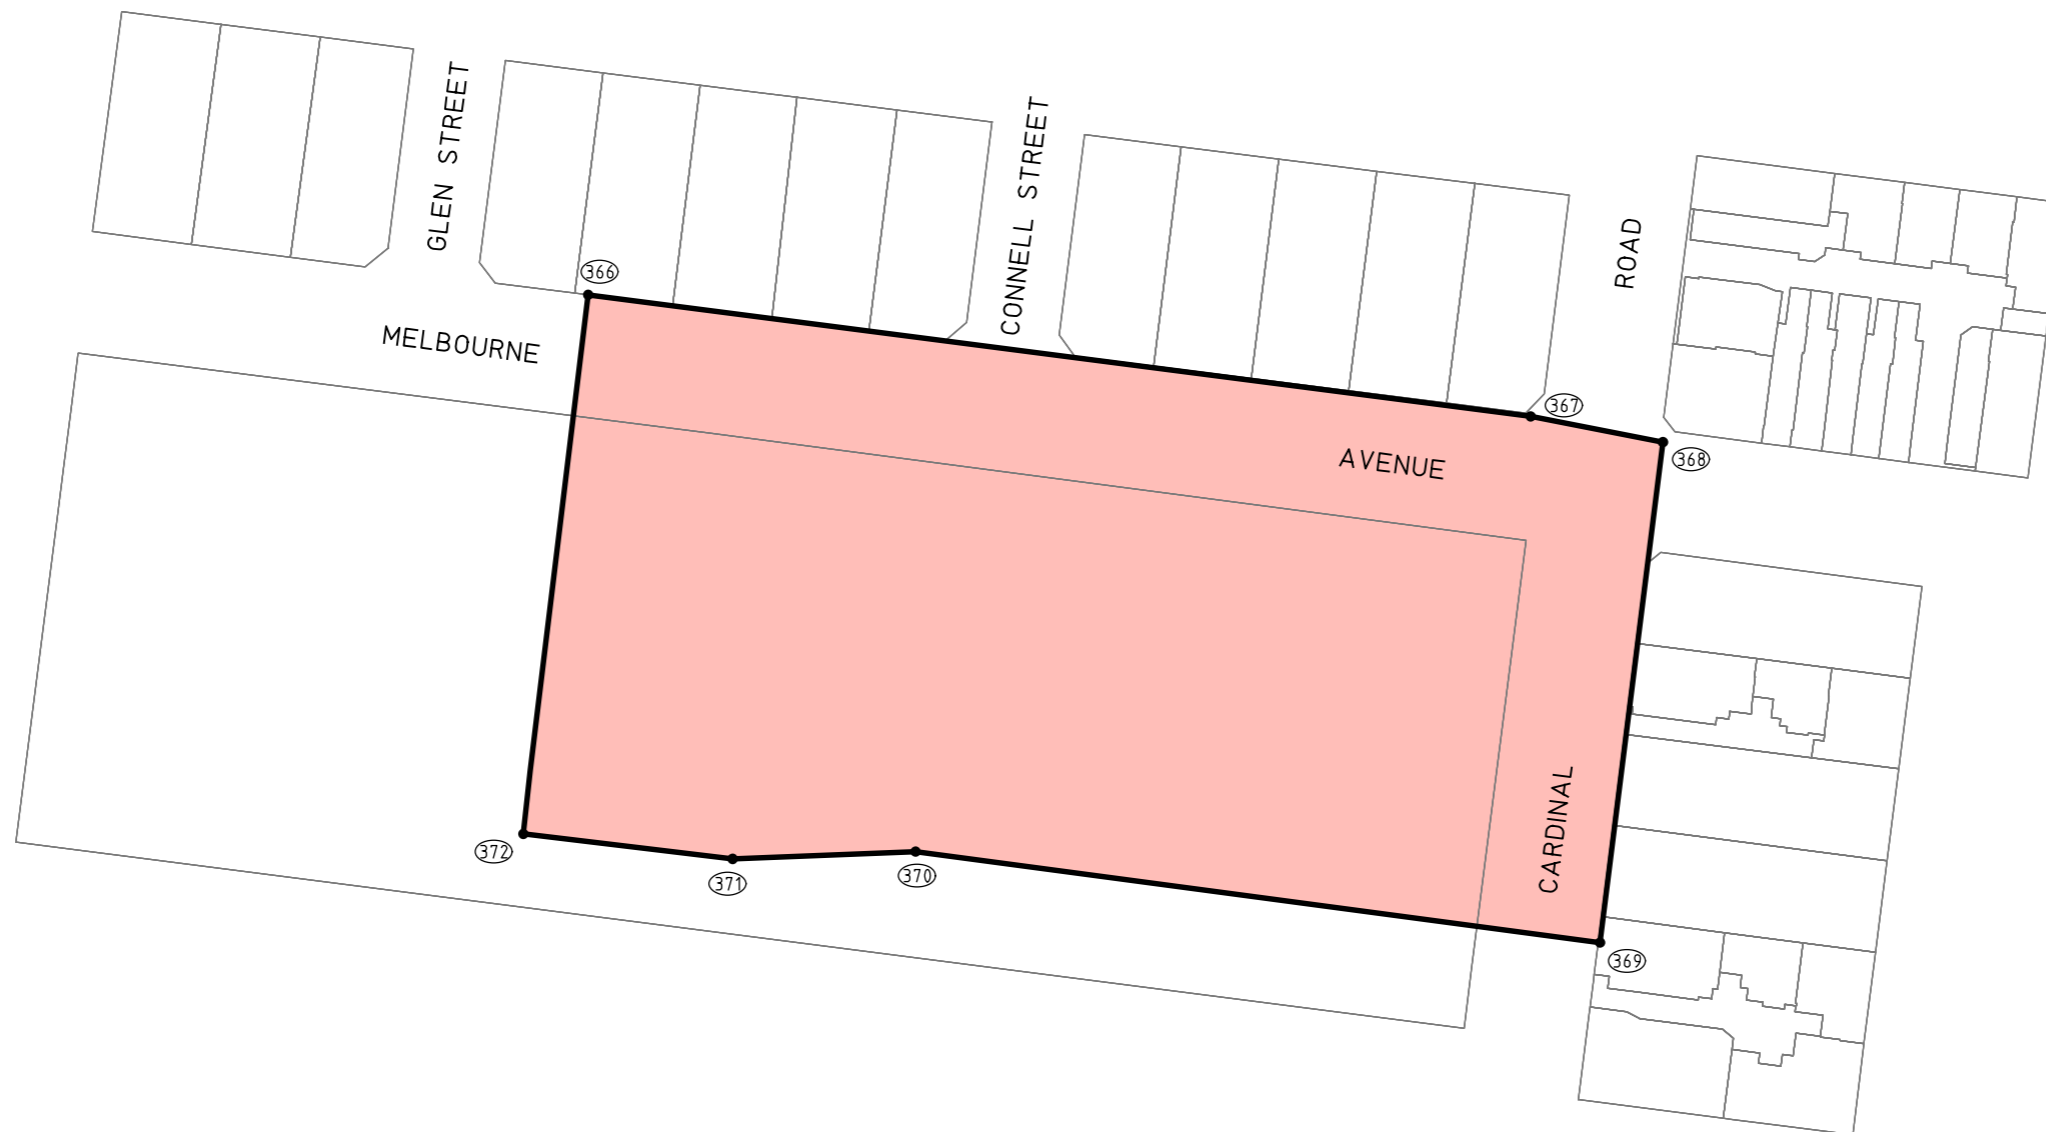 GLEN STREET
CONNELL STREET
ROAD
366
MELBOURNE
367
AVENUE
368
CARDINAL
372
371
370
369